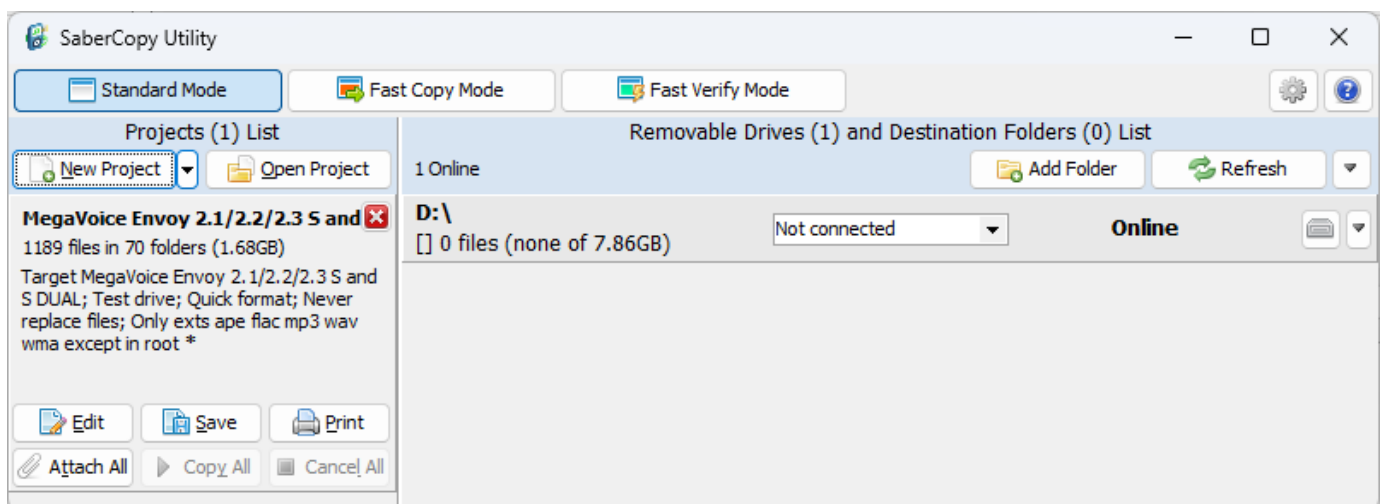 SaberCopy Utility
Standard Mode
Fast Copy Mode
Fast Verify Mode
Projects (1) List
New Project
Open Project
MegaVoice Envoy 2.1/2.2/2.3 S and
1189 files in 70 folders (1.68GB)
Target MegaVoice Envoy 2.1/2.2/2.3 S and
S DUAL; Test drive; Quick format; Never
replace files; Only exts ape flac mp3 wav
wma except in root *
Edit
Save
Print
Attach All
Copy All
Cancel All
Removable Drives (1) and Destination Folders (0) List
1 Online
Add Folder
Refresh
D:\
[] 0 files (none of 7.86GB)
Not connected
Online